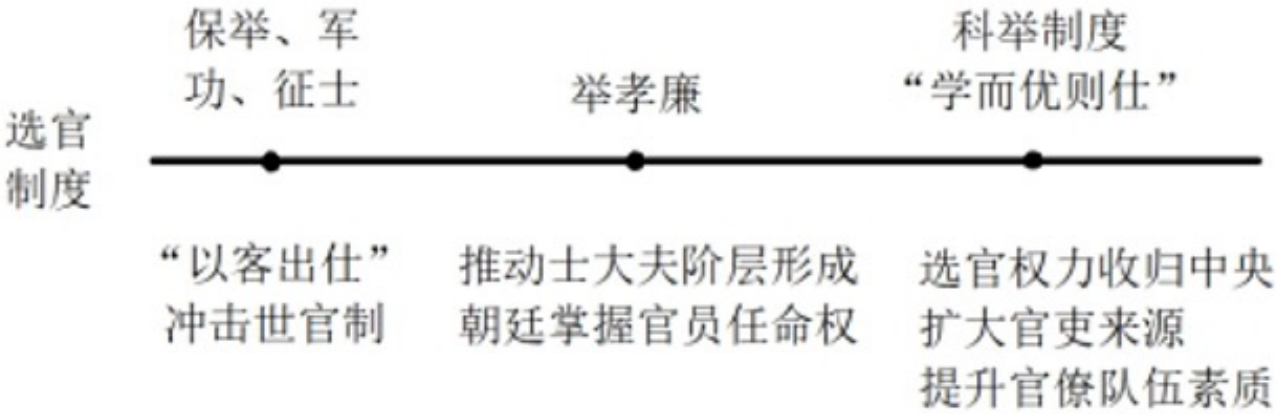 保举、军
功、征士
举孝廉
科举制度
“学而优则仕”
选官
制度
“以客出仕”
冲击世官制
推动士大夫阶层形成
朝廷掌握官员任命权
选官权力收归中央
扩大官吏来源
提升官僚队伍素质